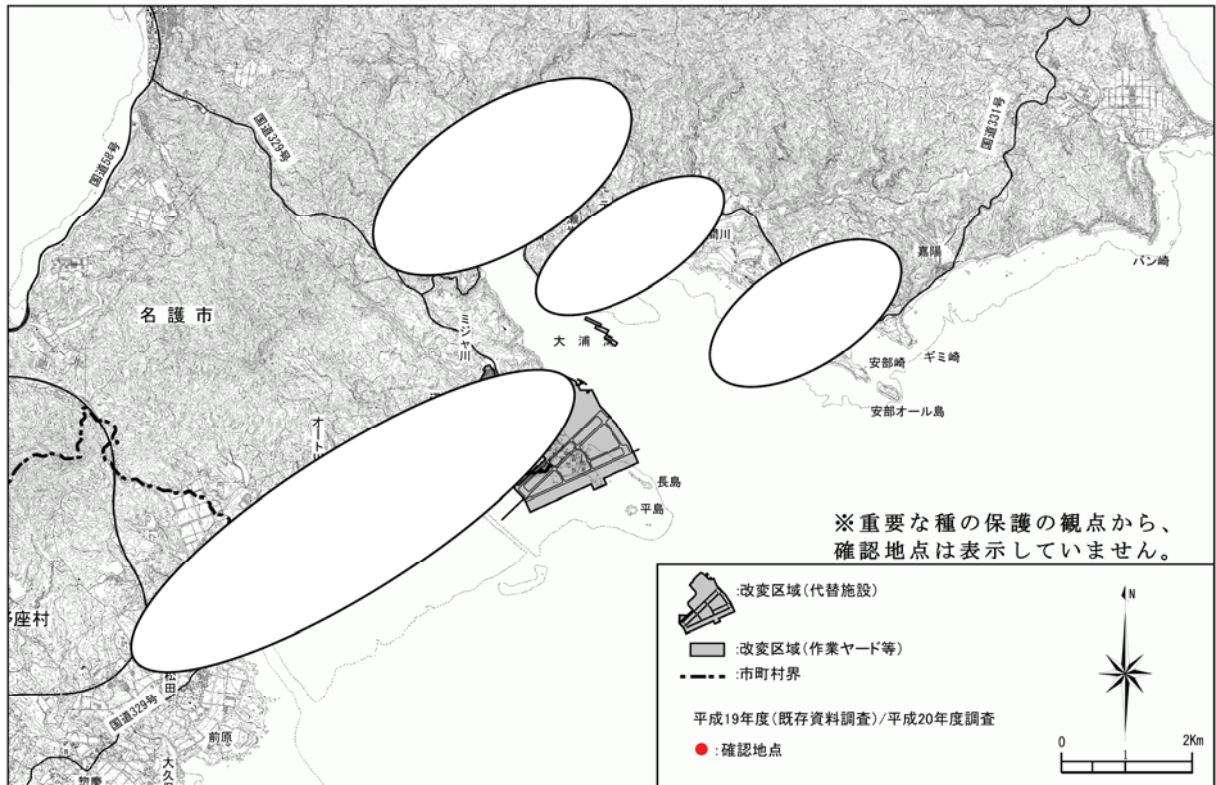 国道58号
国道329号
国道331号
名護市
ミジャ川
大浦
嘉陽
バン崎
安部崎
ギミ崎
安部オール島
長島
平島
※重要な種の保護の観点から、
確認地点は表示していません。
松田
国道329号
前原
:改変区域(代替施設)
:改変区域(作業ヤード等)
:市町村界
平成19年度(既存資料調査)/平成20年度調査
:確認地点
N
0
1
2Km